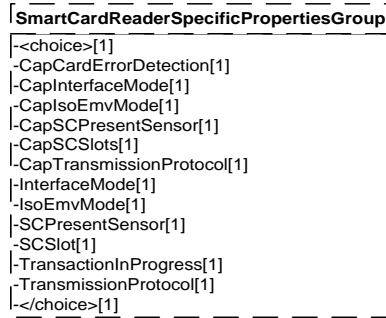 SmartCardReaderSpecificPropertiesGroup
-<choice>[1]
-CapCardErrorDetection[1]
-CapInterfaceMode[1]
-CapIsoEmvMode[1]
-CapSCPresentSensor[1]
-CapSCSlots[1]
-CapTransmissionProtocol[1]
-InterfaceMode[1]
-IsoEmvMode[1]
-SCPresentSensor[1]
-SCSlot[1]
-TransactionInProgress[1]
-TransmissionProtocol[1]
-</choice>[1]